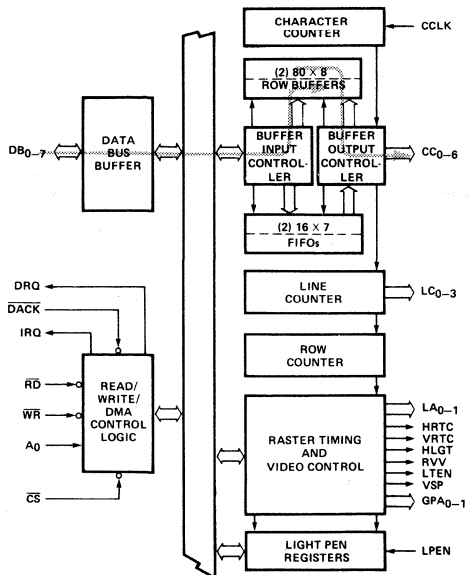 CHARACTER
COUNTER
CCLK
(2) 80 X 8
ROW BUFFERS
DATA
BUS
BUFFER
DB0–7
BUFFER
INPUT
CONTROL-
LER
BUFFER
OUTPUT
CONTROL-
LER
CC0–6
(2) 16 X 7
FIFOs
LINE
COUNTER
LC0–3
ROW
COUNTER
DRQ
DACK
IRQ
RD
WR
A0
CS
READ/
WRITE/
DMA
CONTROL
LOGIC
RASTER TIMING
AND
VIDEO CONTROL
LA0–1
HRTC
VRTC
HLGT
RVV
LTEN
VSP
GPA0–1
LIGHT PEN
REGISTERS
LPEN